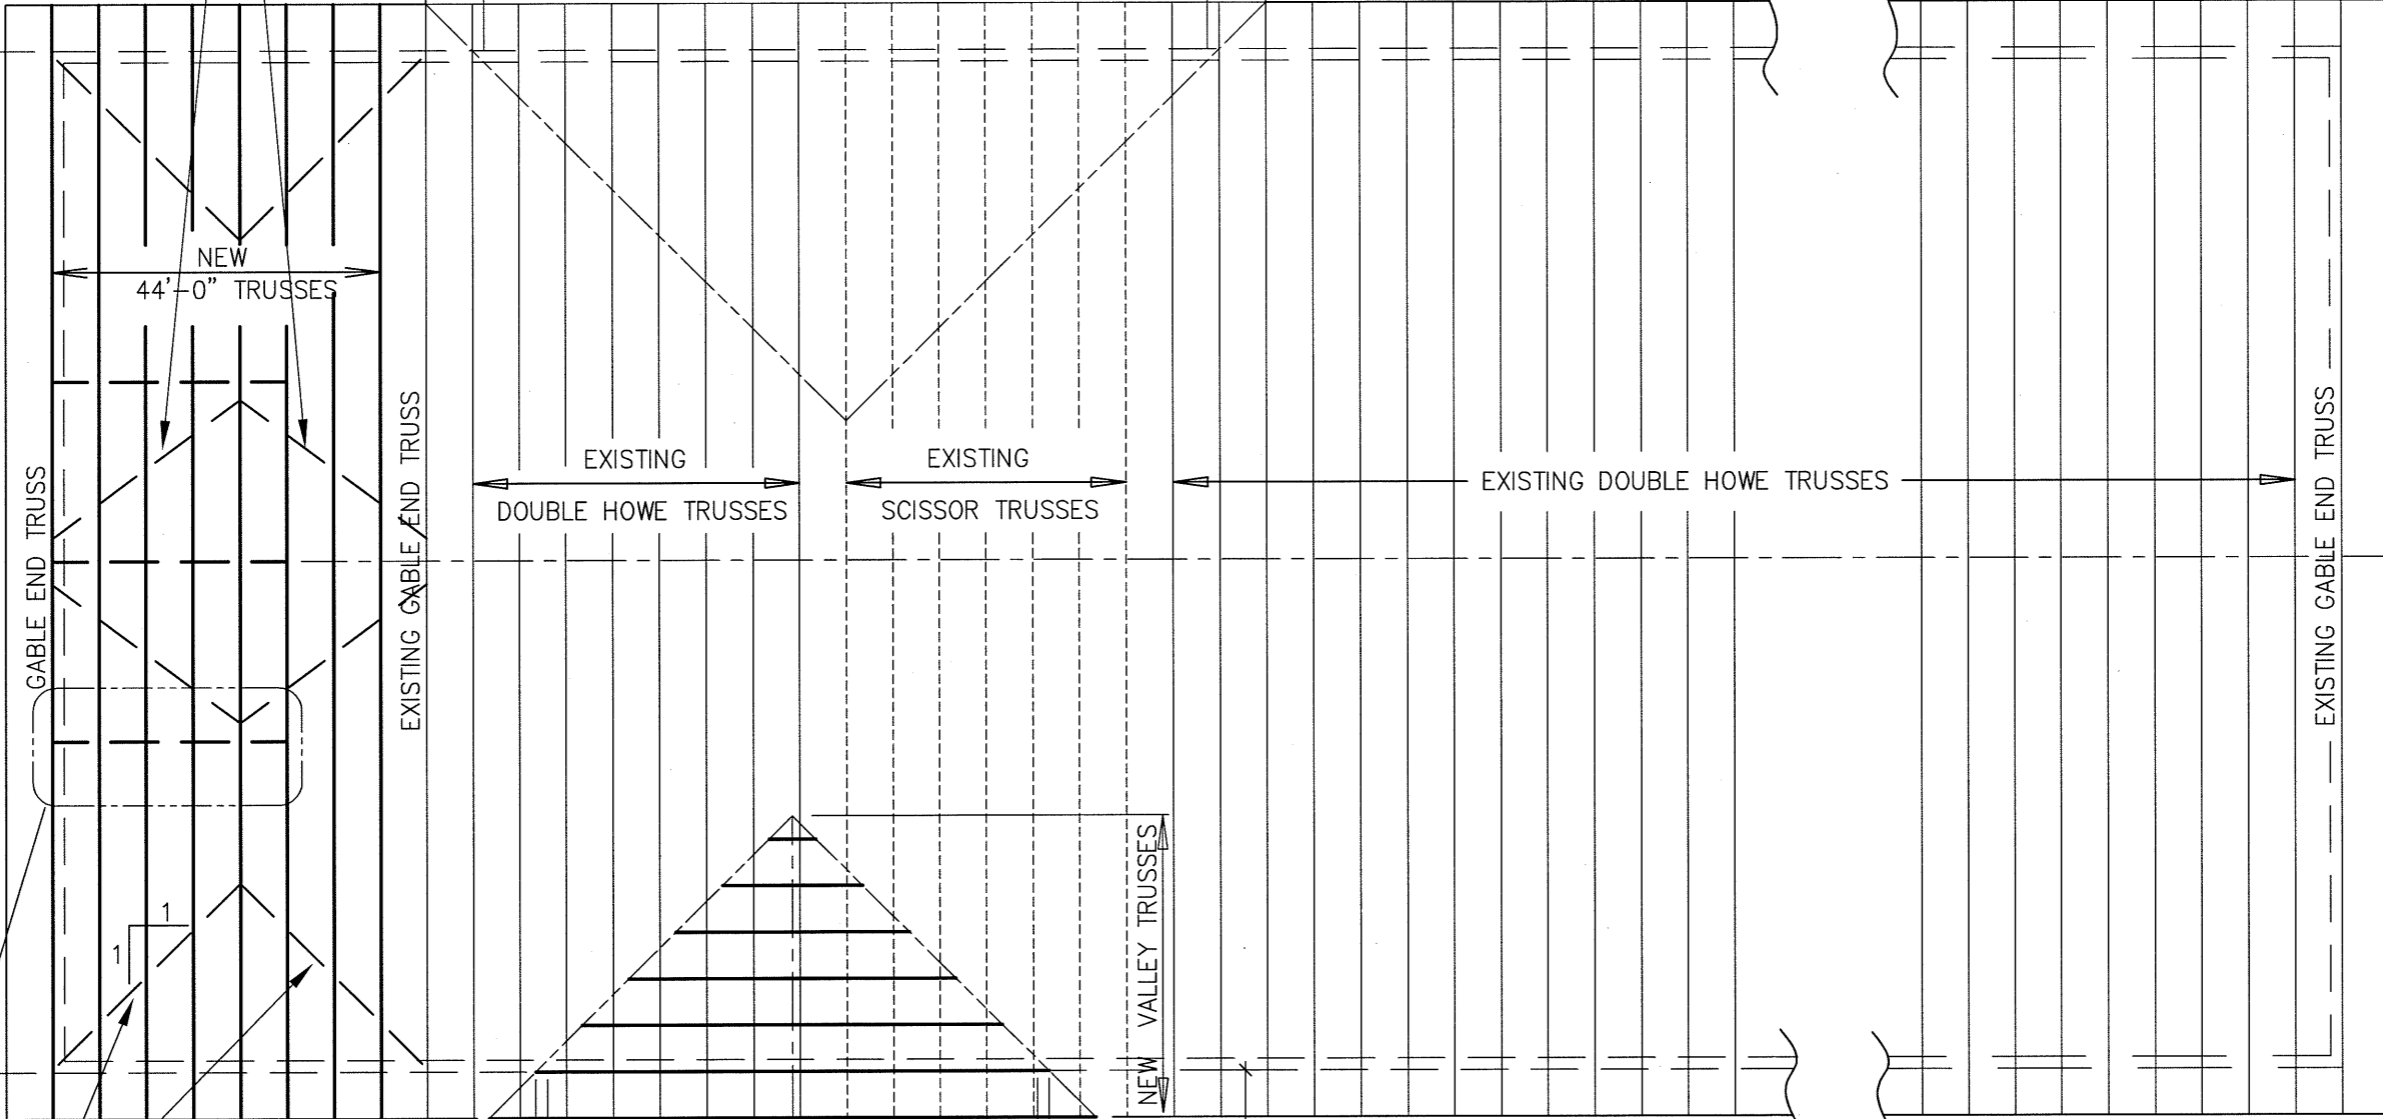 NEW
44'-0" TRUSSES
GABLE END TRUSS
EXISTING GABLE END TRUSS
EXISTING
DOUBLE HOWE TRUSSES
EXISTING
SCISSOR TRUSSES
EXISTING DOUBLE HOWE TRUSSES
EXISTING GABLE END TRUSS
NEW VALLEY TRUSSES
1
1